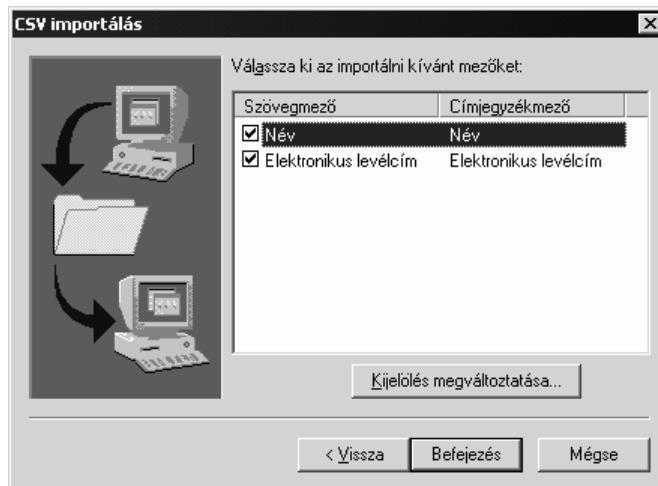 CSV importálás
Válassza ki az importálni kívánt mezőket:
Szövegmező Címjegyzékmező
Név Név
Elektronikus levélcím Elektronikus levélcím
Kijelölés megváltoztatása...
< Vissza Befejezés Mégse